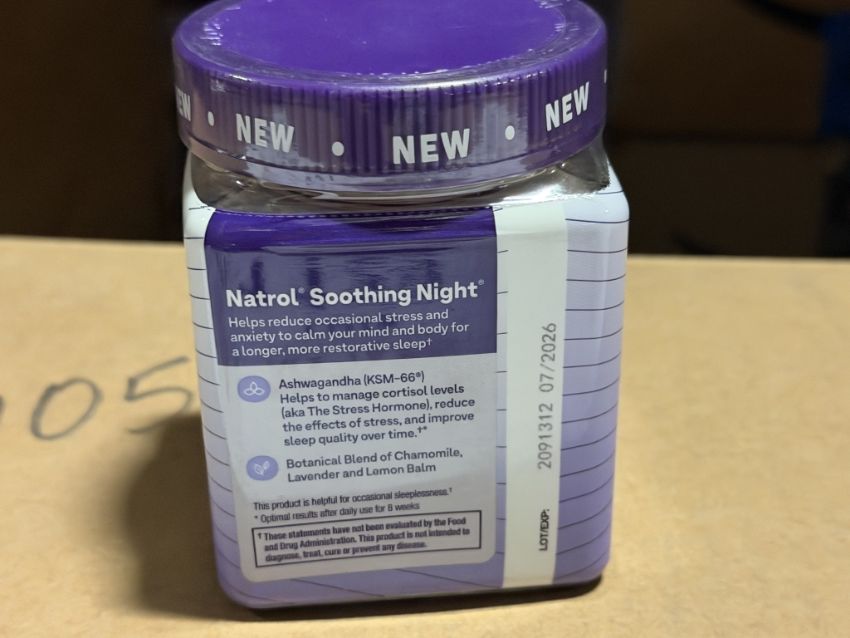 NEW • NEW • NEW
Natrol® Soothing Night®
Helps reduce occasional stress and
anxiety to calm your mind and body for
a longer, more restorative sleep†
Ashwagandha (KSM-66®)
Helps to manage cortisol levels
(aka The Stress Hormone), reduce
the effects of stress, and improve
sleep quality over time.†*
Botanical Blend of Chamomile,
Lavender and Lemon Balm
This product is helpful for occasional sleeplessness.†
* Optimal results after daily use for 8 weeks
† These statements have not been evaluated by the Food
and Drug Administration. This product is not intended to
diagnose, treat, cure or prevent any disease.
LOT/EXP: 2091312 07/2026
05